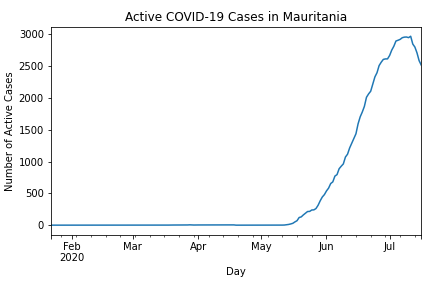 Active COVID-19 Cases in Mauritania
Number of Active Cases
3000
2500
2000
1500
1000
500
0
Feb Mar Apr May Jun Jul
2020
Day